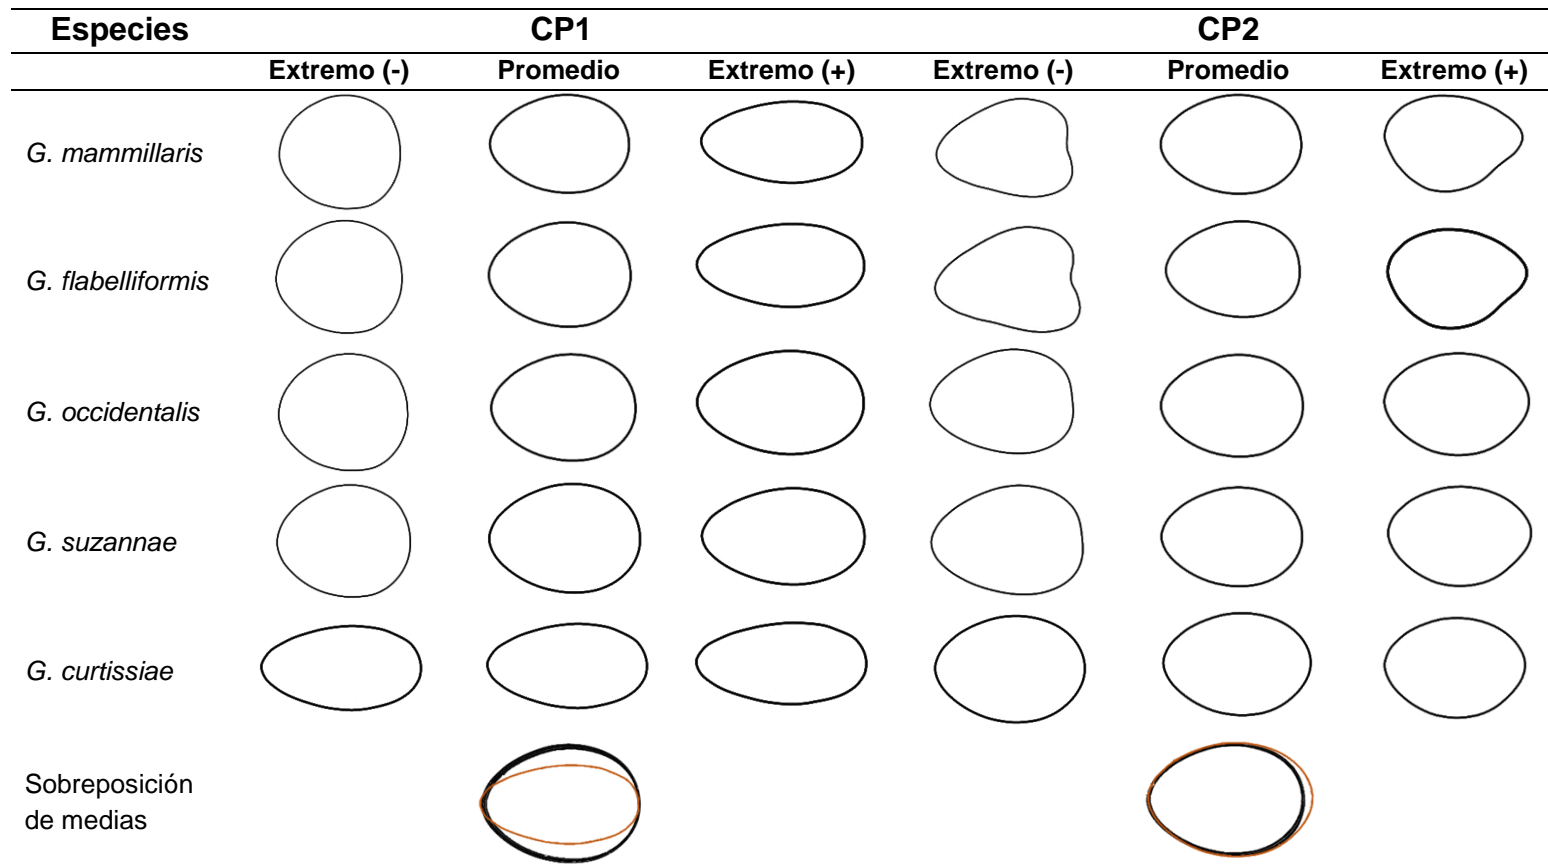 Especies CP1 CP2
Extremo (-) Promedio Extremo (+) Extremo (-) Promedio Extremo (+)
G. mammillaris
G. flabelliformis
G. occidentalis
G. suzannae
G. curtissiae
Sobreposición
de medias